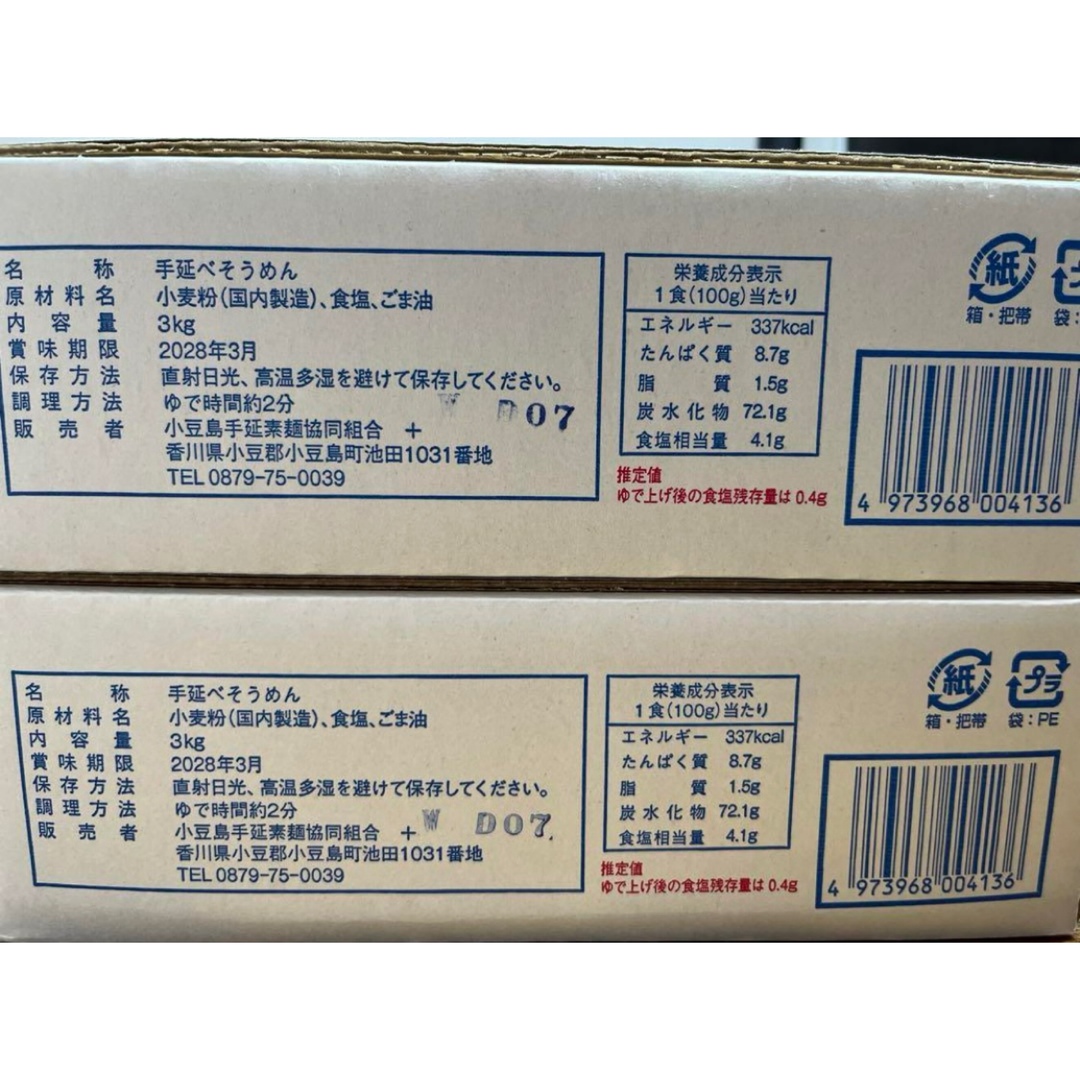 名称 手延べそうめん
原材料名 小麦粉(国内製造)、食塩、ごま油
内容量 3kg
賞味期限 2028年3月
保存方法 直射日光、高温多湿を避けて保存してください。
調理方法 ゆで時間約2分
W D07
販売者 小豆島手延素麺協同組合 +
香川県小豆郡小豆島町池田1031番地
TEL 0879-75-0039
栄養成分表示
1食(100g)当たり
エネルギー 337kcal
たんぱく質 8.7g
脂質 1.5g
炭水化物 72.1g
食塩相当量 4.1g
推定値
ゆで上げ後の食塩残存量は 0.4g
紙
箱・把帯 袋:
4 973968 004136
名称 手延べそうめん
原材料名 小麦粉(国内製造)、食塩、ごま油
内容量 3kg
賞味期限 2028年3月
保存方法 直射日光、高温多湿を避けて保存してください。
調理方法 ゆで時間約2分
販売者 小豆島手延素麺協同組合 +
W D07
香川県小豆郡小豆島町池田1031番地
TEL 0879-75-0039
栄養成分表示
1食(100g)当たり
エネルギー 337kcal
たんぱく質 8.7g
脂質 1.5g
炭水化物 72.1g
食塩相当量 4.1g
推定値
ゆで上げ後の食塩残存量は 0.4g
紙 プラ
箱・把帯 袋:PE
4 973968 004136